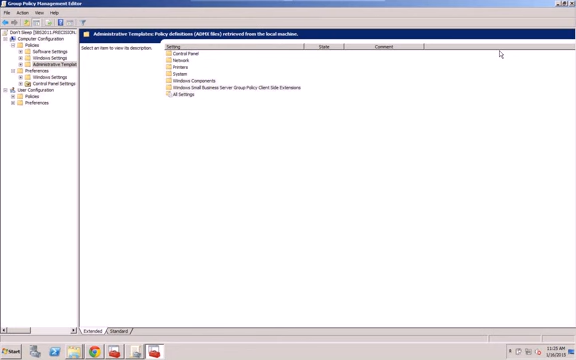 Group Policy Management Editor
File Action View Help
Don't Sleep [SBS2011.PRECISION.
Computer Configuration
Policies
Software Settings
Windows Settings
Administrative Templat
Preferences
Windows Settings
Control Panel Settings
User Configuration
Policies
Preferences
Administrative Templates: Policy definitions (ADMX files) retrieved from the local machine.
Select an item to view its description.
Setting State Comment
Control Panel
Network
Printers
System
Windows Components
Windows Small Business Server Group Policy Client Side Extensions
All Settings
Extended Standard
Start
11:25 AM
1/16/2018